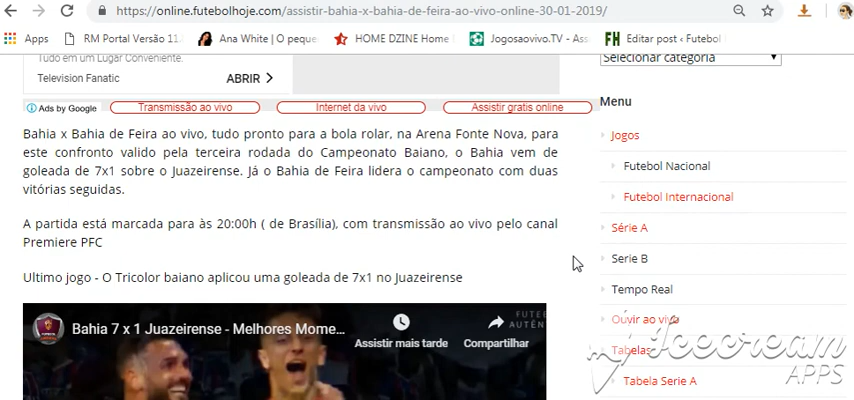 https://online.futebolhoje.com/assistir-bahia-x-bahia-de-feira-ao-vivo-online-30-01-2019/
Apps RM Portal Versão 11. Ana White | O peque HOME DZINE Home Jogosaovivo.TV - Ass Editar post ‹ Futebol
Tudo em um Lugar Conveniente.
Television Fanatic
ABRIR
Selecionar categoria
Ads by Google Transmissão ao vivo Internet da vivo Assistir gratis online
Bahia x Bahia de Feira ao vivo, tudo pronto para a bola rolar, na Arena Fonte Nova, para
este confronto valido pela terceira rodada do Campeonato Baiano, o Bahia vem de
goleada de 7x1 sobre o Juazeirense. Já o Bahia de Feira lidera o campeonato com duas
vitórias seguidas.
A partida está marcada para às 20:00h ( de Brasília), com transmissão ao vivo pelo canal
Premiere PFC
Ultimo jogo - O Tricolor baiano aplicou uma goleada de 7x1 no Juazeirense
Bahia 7 x 1 Juazeirense - Melhores Mome...
Assistir mais tarde
Compartilhar
FUTE
AUTÊN
Menu
Jogos
Futebol Nacional
Futebol Internacional
Série A
Serie B
Tempo Real
Ouvir ao vivo
Tabelas
Tabela Serie A
Icecream
APPS